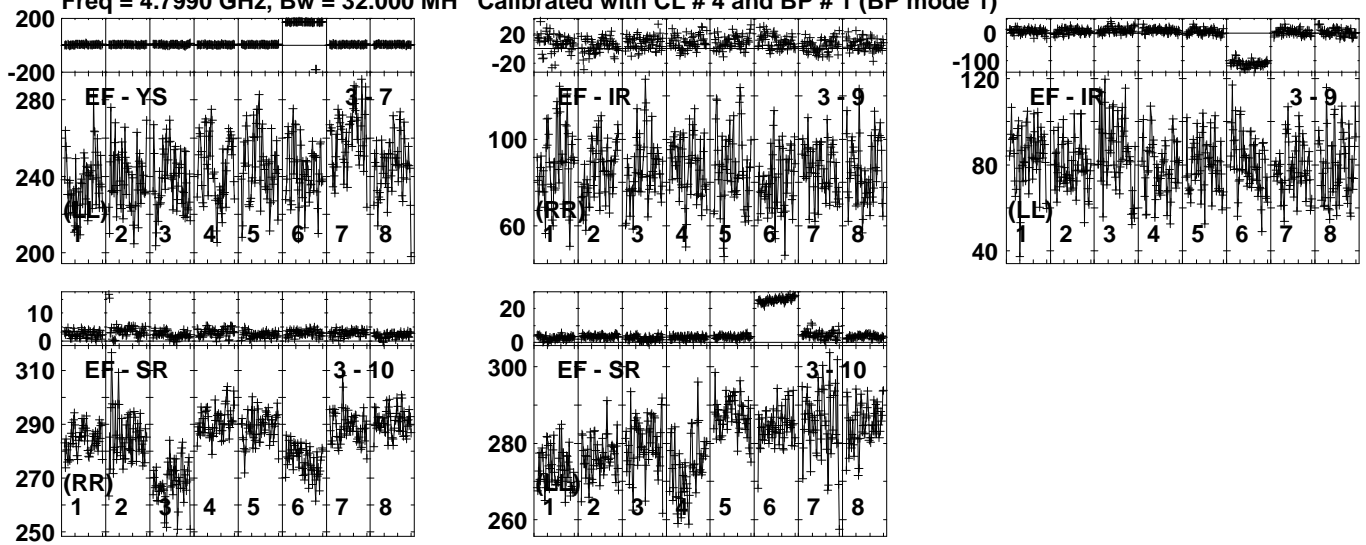 Freq = 4.7990 GHz, Bw = 32.000 MH Calibrated with CL # 4 and BP # 1 (BP mode 1)
200
-200
280
240
200
EF - YS 3 - 7
(LL)
1 2 3 4 5 6 7 8
20
-20
100
60
EF - IR 3 - 9
(RR)
1 2 3 4 5 6 7 8
0
-100
120
80
40
EF - IR 3 - 9
(LL)
1 2 3 4 5 6 7 8
10
0
310
290
270
250
EF - SR 3 - 10
(RR)
1 2 3 4 5 6 7 8
20
0
300
280
260
EF - SR 3 - 10
(LL)
1 2 3 4 5 6 7 8